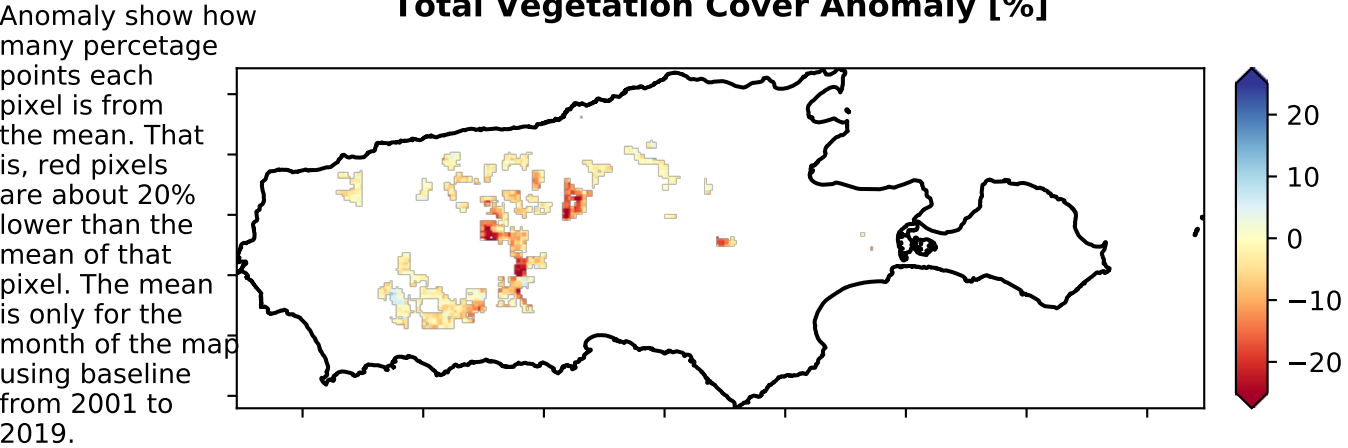 Total Vegetation Cover Anomaly [%]
Anomaly show how
many percetage
points each
pixel is from
the mean. That
is, red pixels
are about 20%
lower than the
mean of that
pixel. The mean
is only for the
month of the map
using baseline
from 2001 to
2019.
20
10
0
−10
−20